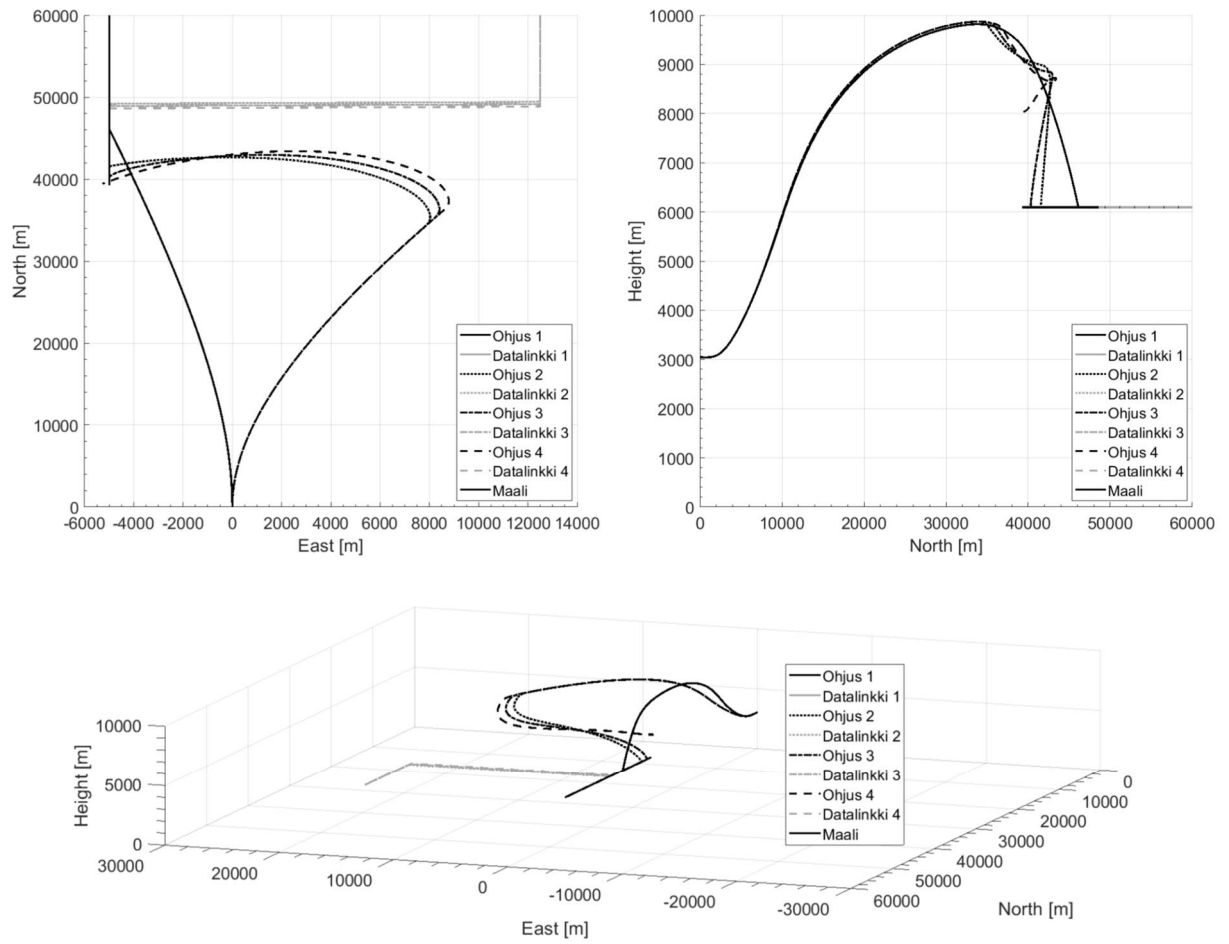 60000
50000
40000
30000
20000
10000
0
North [m]
-6000 -4000 -2000 0 2000 4000 6000 8000 10000 12000 14000
East [m]
Ohjus 1
Datalinkki 1
Ohjus 2
Datalinkki 2
Ohjus 3
Datalinkki 3
Ohjus 4
Datalinkki 4
Maali
10000
9000
8000
7000
6000
5000
4000
3000
2000
1000
0
Height [m]
0 10000 20000 30000 40000 50000 60000
North [m]
Ohjus 1
Datalinkki 1
Ohjus 2
Datalinkki 2
Ohjus 3
Datalinkki 3
Ohjus 4
Datalinkki 4
Maali
10000
5000
0
Height [m]
30000 20000 10000 0 -10000 -20000 -30000
East [m]
0
10000
20000
30000
40000
50000
60000
North [m]
Ohjus 1
Datalinkki 1
Ohjus 2
Datalinkki 2
Ohjus 3
Datalinkki 3
Ohjus 4
Datalinkki 4
Maali